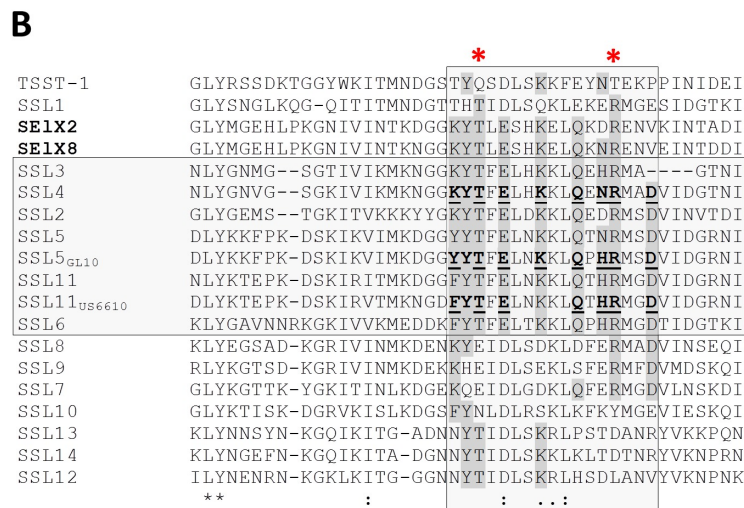 B
* *
TSST-1 GLYRSSDKTGGYWKITMNDGSTYQSDLSKKFEYNTEKPPINIDEI
SSL1 GLYSNGLKQG-QITITMNDGTTHTIDLSQKLEKERMGESIDGTKI
SElX2 GLYMGEHLPKGNIVINTKDGGKYTLESHKELQKDRENVKINTADI
SElX8 GLYMGEHLPKGNIVINTKNGGKYTLESHKELQKNRENVEINTDDI
SSL3 NLYGNMG--SGTIVIKMKNGGKYTFELHKKLQEHRMA----GTNI
SSL4 NLYGNVG--SGKIVIKMKNGGKYTFELHKKLQENRMADVIDGTNI
SSL2 GLYGEMS--TGKITVKKKYYGKYTFELDKKLQEDRMSDVINVTDI
SSL5 DLYKKFPK-DSKIKVIMKDGGYYTFELNKKLQTNRMSDVIDGRNI
SSL5GL10 DLYKKFPK-DSKIKVIMKDGGYYTFELNKKLQPHRMSDVIDGRNI
SSL11 NLYKTEPK-DSKIRITMKDGGFYTFELNKKLQTHRMGDVIDGRNI
SSL11US6610 DLYKTEPK-DSKIRVTMKNGDFYTFELNKKLQTHRMGDVIDGRNI
SSL6 KLYGAVNNRKGKIVVKMEDDKFYTFELTKKLQPHRMGDTIDGTKI
SSL8 KLYEGSAD-KGRIVINMKDENKYEIDLSDKLDFERMADVINSEQI
SSL9 RLYKGTSD-KGRIVINMKDEKKHEIDLSEKLSFERMFDVMDSKQI
SSL7 GLYKGTTK-YGKITINLKDGEKQEIDLGDKLQFERMGDVLNSKDI
SSL10 GLYKTISK-DGRVKISLKDGSFYNLDLRSKLKFKYMGEVIESKQI
SSL13 KLYNNSYN-KGQIKITG-ADNNYTIDLSKRLPSTDANRYVKKPQN
SSL14 KLYNGEFN-KGQIKITA-DGNNYTIDLSKKLKLTDTNRYVKNPRN
SSL12 ILYNENRN-KGKLKITG-GGNNYTIDLSKRLHSDLANVYVKNPNK
** : : ..: